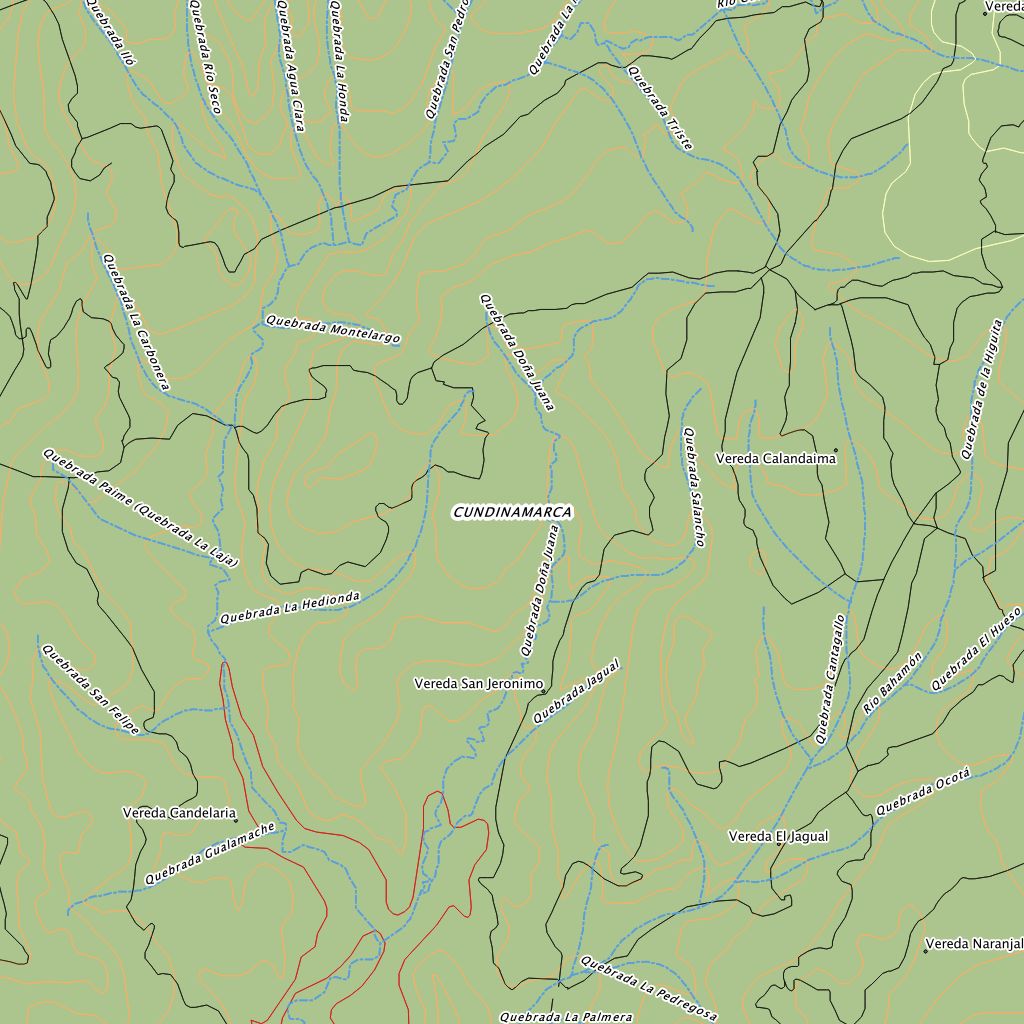 Quebrada Iló
Quebrada Río Seco
Quebrada Agua Clara
Quebrada La Honda
Quebrada San Pedro
Quebrada La
Vereda
Quebrada Triste
Quebrada La Carbonera
Quebrada Montelargo
Quebrada Doña Juana
Quebrada de la Higuita
Quebrada Salancho
Vereda Calandaima
Quebrada Paime (Quebrada La Laja)
CUNDINAMARCA
Quebrada Doña Juana
Quebrada La Hedionda
Quebrada San Felipe
Vereda San Jeronimo
Quebrada Jagual
Quebrada Cantagallo
Río Bahamón
Quebrada El Hueso
Quebrada Ocotá
Vereda Candelaria
Quebrada Gualamache
Vereda El Jagual
Vereda Naranjal
Quebrada La Pedregosa
Quebrada La Palmera